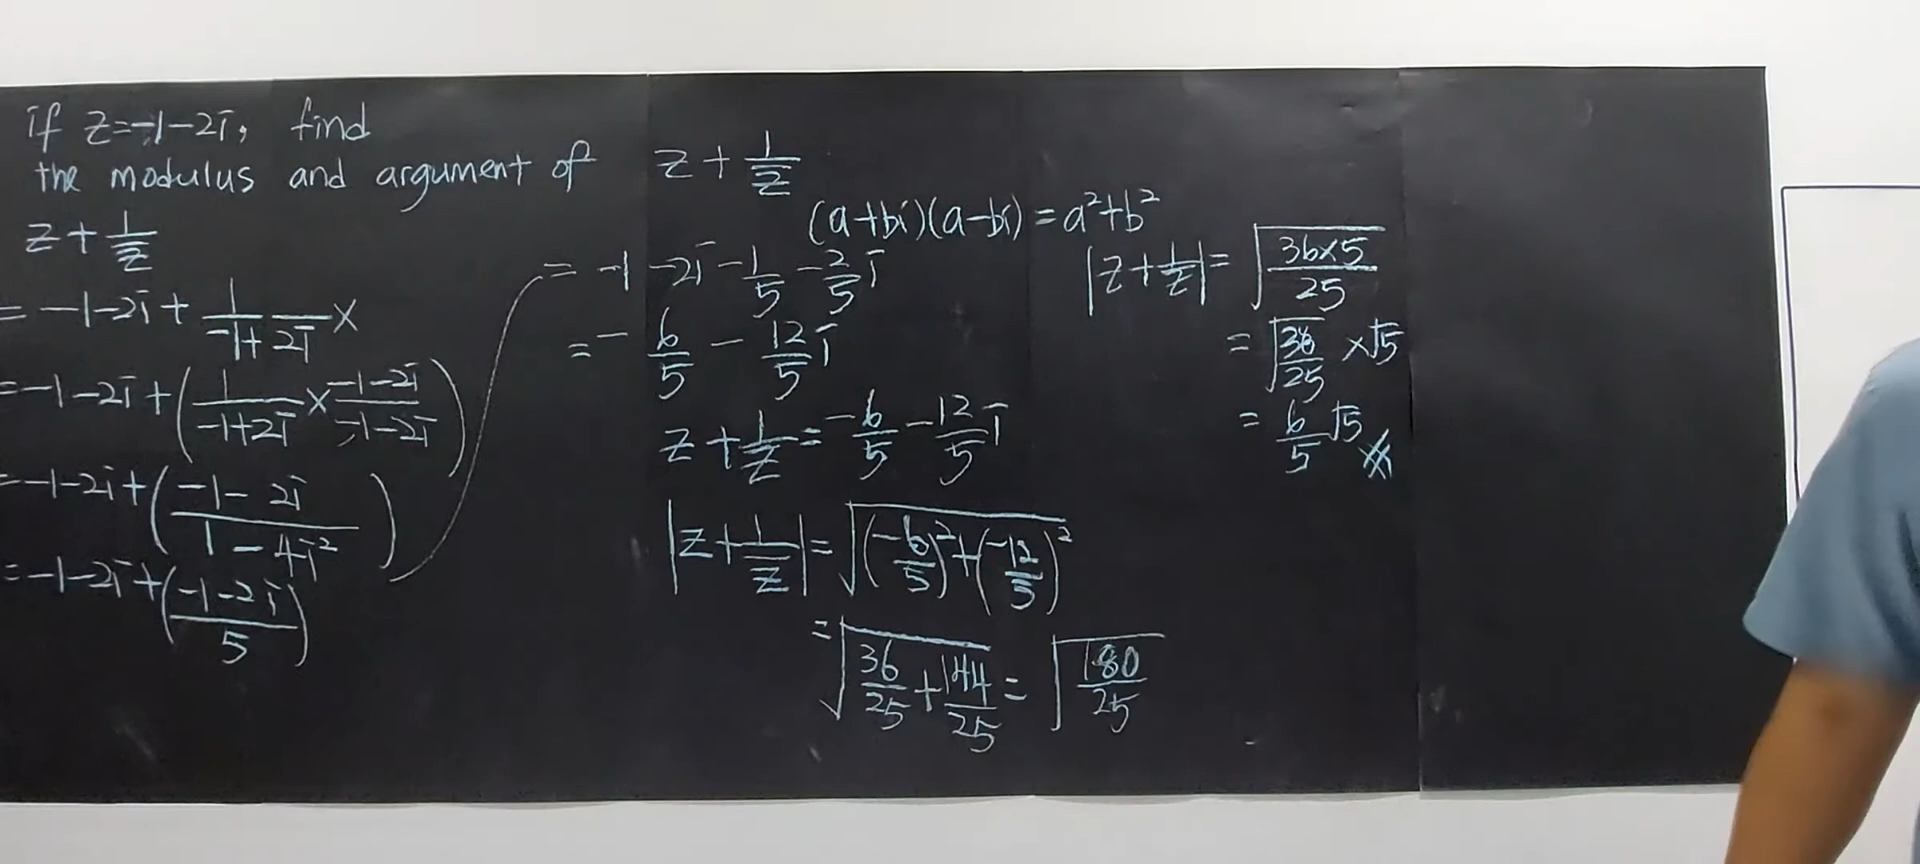 if z=-1-2i, find
the modulus and argument of
z+1/z̄
= -1-2i+1/(-1+2i)×
=-1-2i+(1/(-1+2i)×(-1-2i)/(-1-2i))
=-1-2i+((-1-2i)/(1-4i²))
=-1-2i+((-1-2i)/5)
z+1/z̄
(a+bi)(a-bi)=a²+b²
= -1-2i-1/5-2/5i
=-6/5-12/5i
z+1/z̄=-6/5-12/5i
|z+1/z̄|=√((-6/5)²+(-12/5)²)
=√(36/25+144/25)=√(180/25)
|z+1/z̄|=√((36×5)/25)
=√(36/25)×√5
=6/5√5